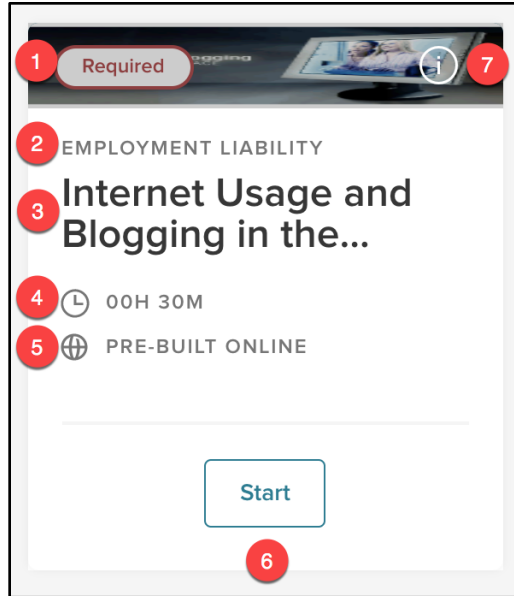 1
Required
ogging
7
2
EMPLOYMENT LIABILITY
3
Internet Usage and
Blogging in the...
4
00H 30M
5
PRE-BUILT ONLINE
Start
6